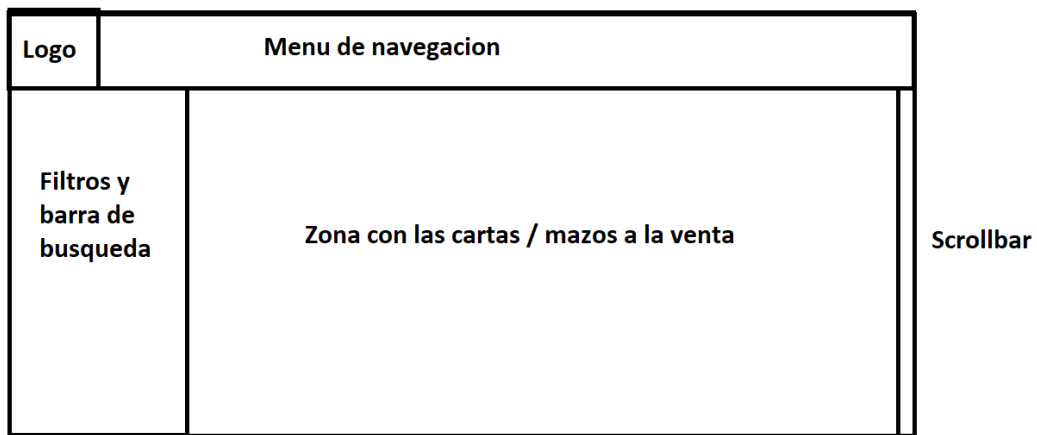 Logo
Menu de navegacion
Filtros y
barra de
busqueda
Zona con las cartas / mazos a la venta
Scrollbar